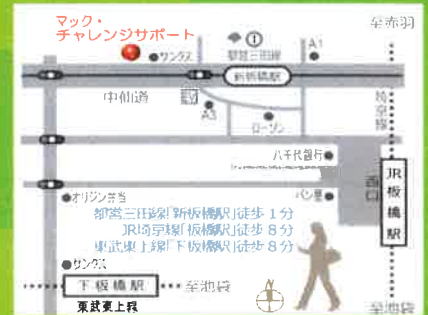 マック・
チャレンジサポート
至赤羽
サンクス
都営三田線
A1
新板橋駅
中仙道
EV
A3
ローソン
埼京線
八千代銀行
JR板橋駅
西口
オリジン弁当
パン屋
都営三田線「新板橋駅」徒歩1分
JR埼京線「板橋駅」徒歩8分
東武東上線「下板橋駅」徒歩8分
サンクス
下板橋駅
至池袋
東武東上線
至池袋